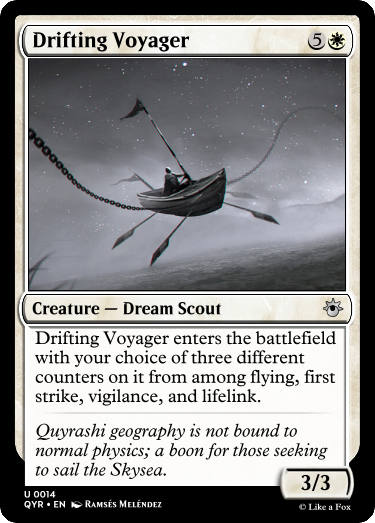 Drifting Voyager 5
Creature — Dream Scout
Drifting Voyager enters the battlefield
with your choice of three different
counters on it from among flying, first
strike, vigilance, and lifelink.
Quyrashi geography is not bound to
normal physics; a boon for those seeking
to sail the Skysea.
3/3
U 0014
QYR • EN Ramsés Meléndez
© Like a Fox